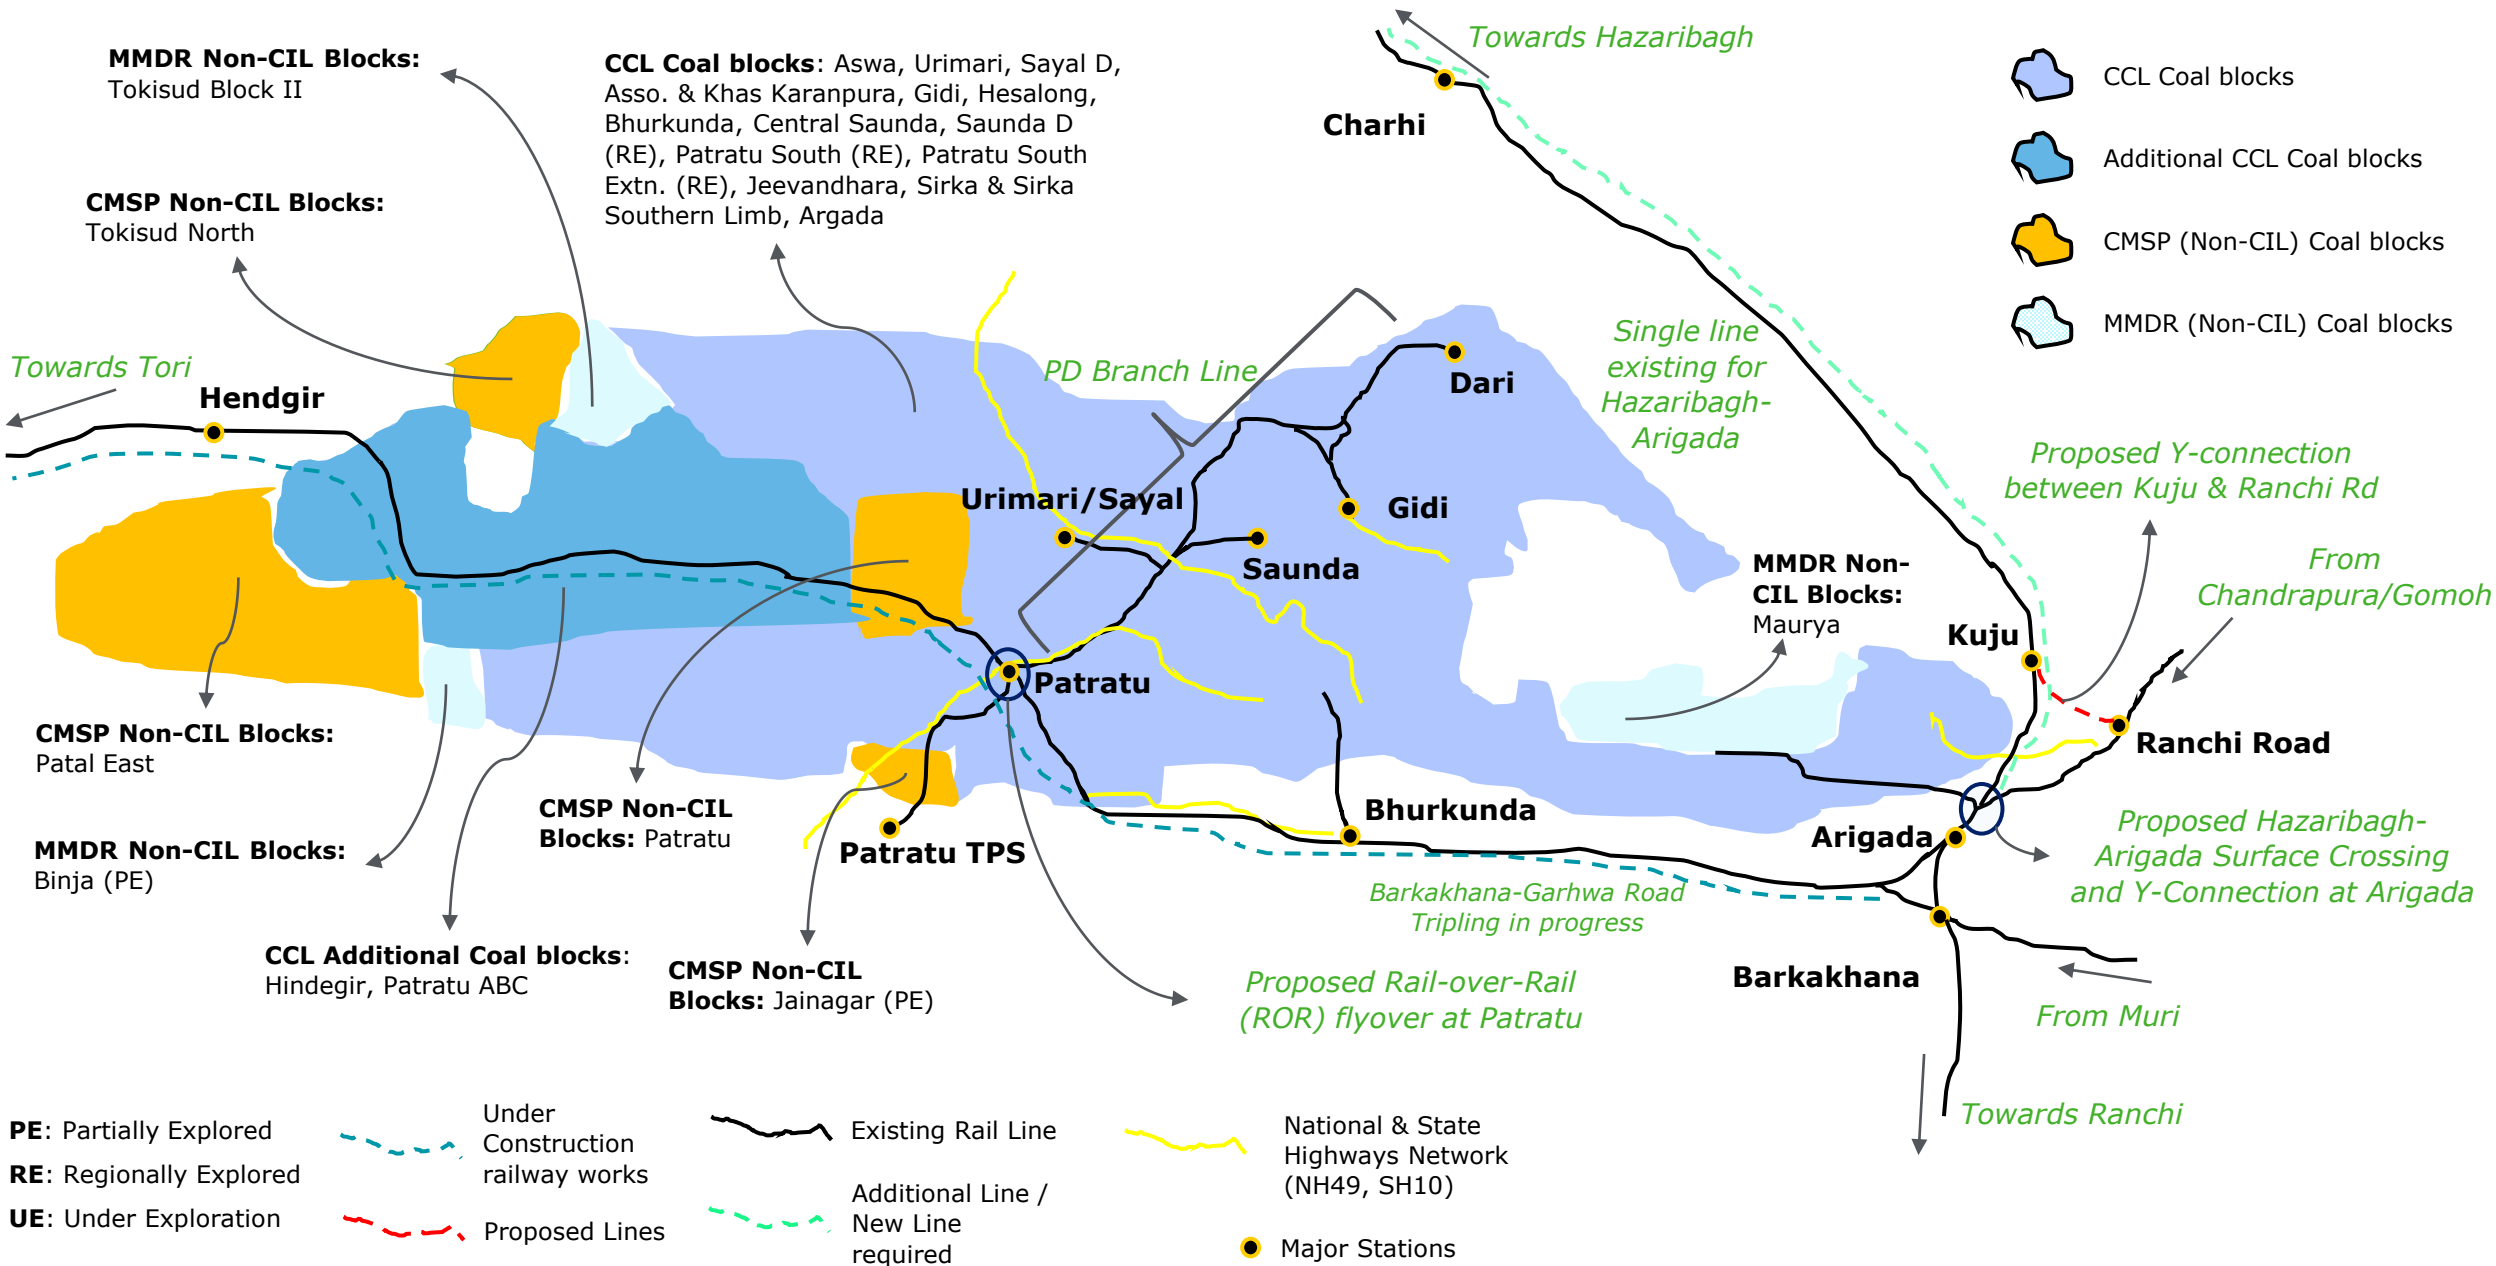 MMDR Non-CIL Blocks:
Tokisud Block II
CMSP Non-CIL Blocks:
Tokisud North
CCL Coal blocks: Aswa, Urimari, Sayal D,
Asso. & Khas Karanpura, Gidi, Hesalong,
Bhurkunda, Central Saunda, Saunda D
(RE), Patratu South (RE), Patratu South
Extn. (RE), Jeevandhara, Sirka & Sirka
Southern Limb, Argada
Towards Hazaribagh
Charhi
CCL Coal blocks
Additional CCL Coal blocks
CMSP (Non-CIL) Coal blocks
MMDR (Non-CIL) Coal blocks
Towards Tori
Hendgir
PD Branch Line
Dari
Single line
existing for
Hazaribagh-
Arigada
Proposed Y-connection
between Kuju & Ranchi Rd
Urimari/Sayal
Gidi
Saunda
MMDR Non-
CIL Blocks:
Maurya
From
Chandrapura/Gomoh
Kuju
Patratu
Ranchi Road
CMSP Non-CIL Blocks:
Patal East
MMDR Non-CIL Blocks:
Binja (PE)
CMSP Non-CIL
Blocks: Patratu
Patratu TPS
Bhurkunda
Arigada
Proposed Hazaribagh-
Arigada Surface Crossing
and Y-Connection at Arigada
Barkakhana-Garhwa Road
Tripling in progress
CCL Additional Coal blocks:
Hindegir, Patratu ABC
CMSP Non-CIL
Blocks: Jainagar (PE)
Proposed Rail-over-Rail
(ROR) flyover at Patratu
Barkakhana
From Muri
Towards Ranchi
PE: Partially Explored
RE: Regionally Explored
UE: Under Exploration
Under
Construction
railway works
Proposed Lines
Existing Rail Line
Additional Line /
New Line
required
National & State
Highways Network
(NH49, SH10)
Major Stations